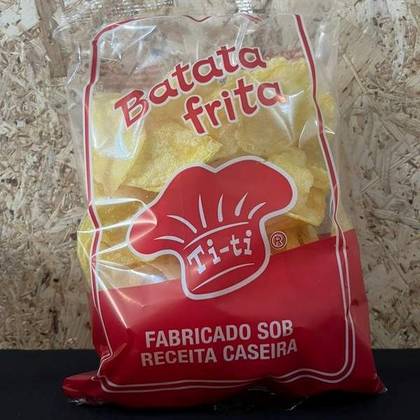 Batata
frita
Ti-ti
®
FABRICADO SOB
RECEITA CASEIRA